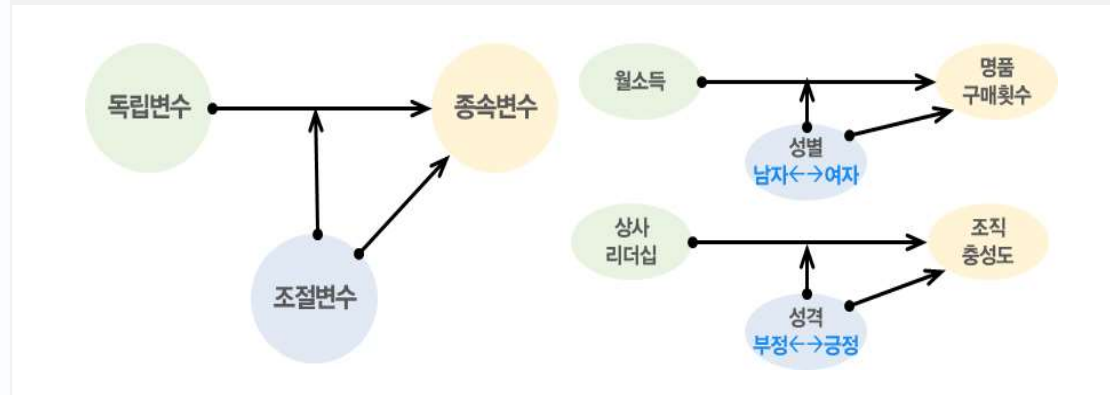 독립변수
종속변수
조절변수
월소득
명품
구매횟수
성별
남자←→여자
상사
리더십
조직
충성도
성격
부정←→긍정